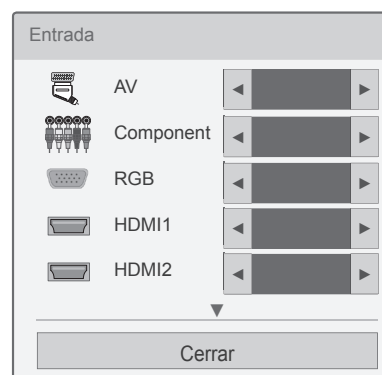 Entrada
AV
Component
RGB
HDMI1
HDMI2
Cerrar